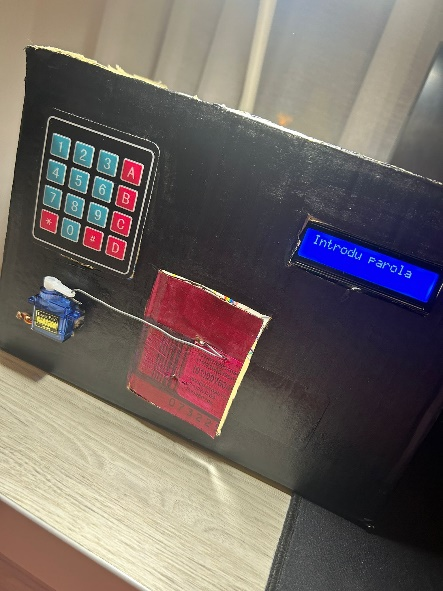 1 2 3 A
4 5 6 B
7 8 9 C
* 0 # D
Introdu parola